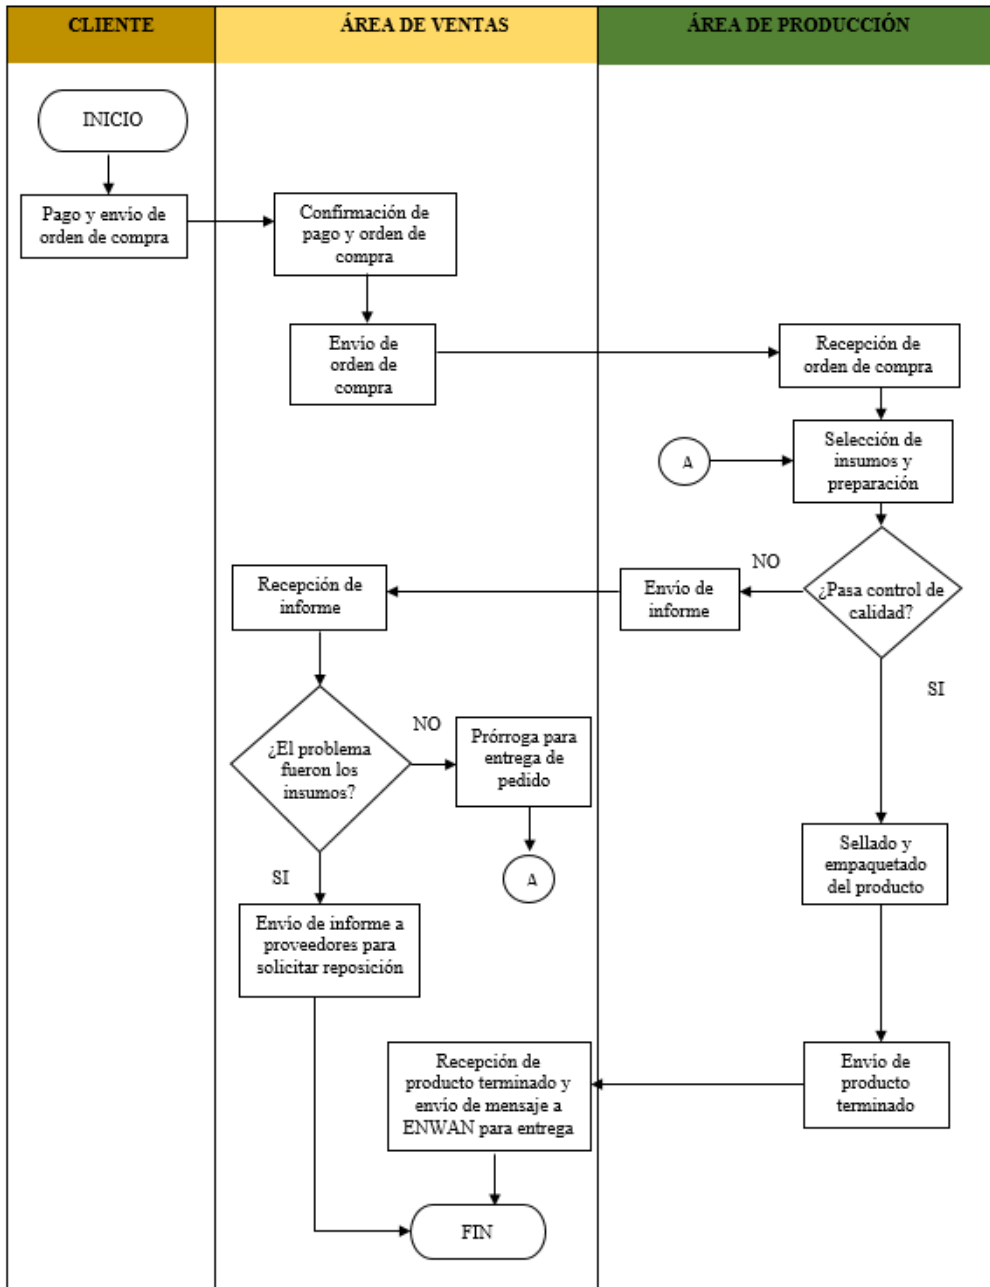 CLIENTE
ÁREA DE VENTAS
ÁREA DE PRODUCCIÓN
INICIO
Pago y envío de
orden de compra
Confirmación de
pago y orden de
compra
Envío de
orden de
compra
Recepción de
orden de compra
A
Selección de
insumos y
preparación
¿Pasa control de
calidad?
NO
Envío de
informe
Recepción de
informe
SI
¿El problema
fueron los
insumos?
NO
Prórroga para
entrega de
pedido
A
SI
Envío de informe a
proveedores para
solicitar reposición
Sellado y
empaquetado
del producto
Envío de
producto
terminado
Recepción de
producto terminado y
envío de mensaje a
ENWAN para entrega
FIN